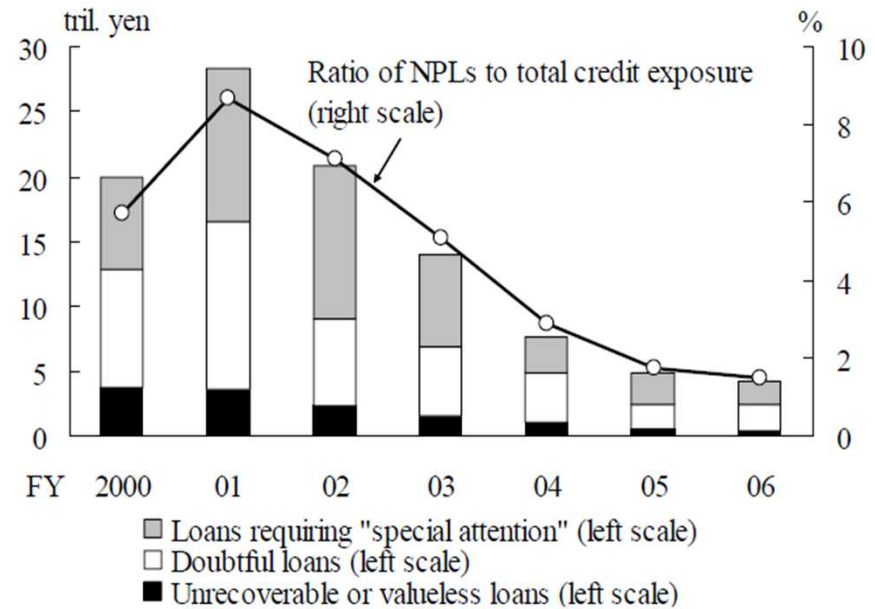 tril. yen %
30 10
Ratio of NPLs to total credit exposure
(right scale)
25
8
20
6
15
4
10
5 2
0 0
FY 2000 01 02 03 04 05 06
Loans requiring "special attention" (left scale)
Doubtful loans (left scale)
Unrecoverable or valueless loans (left scale)